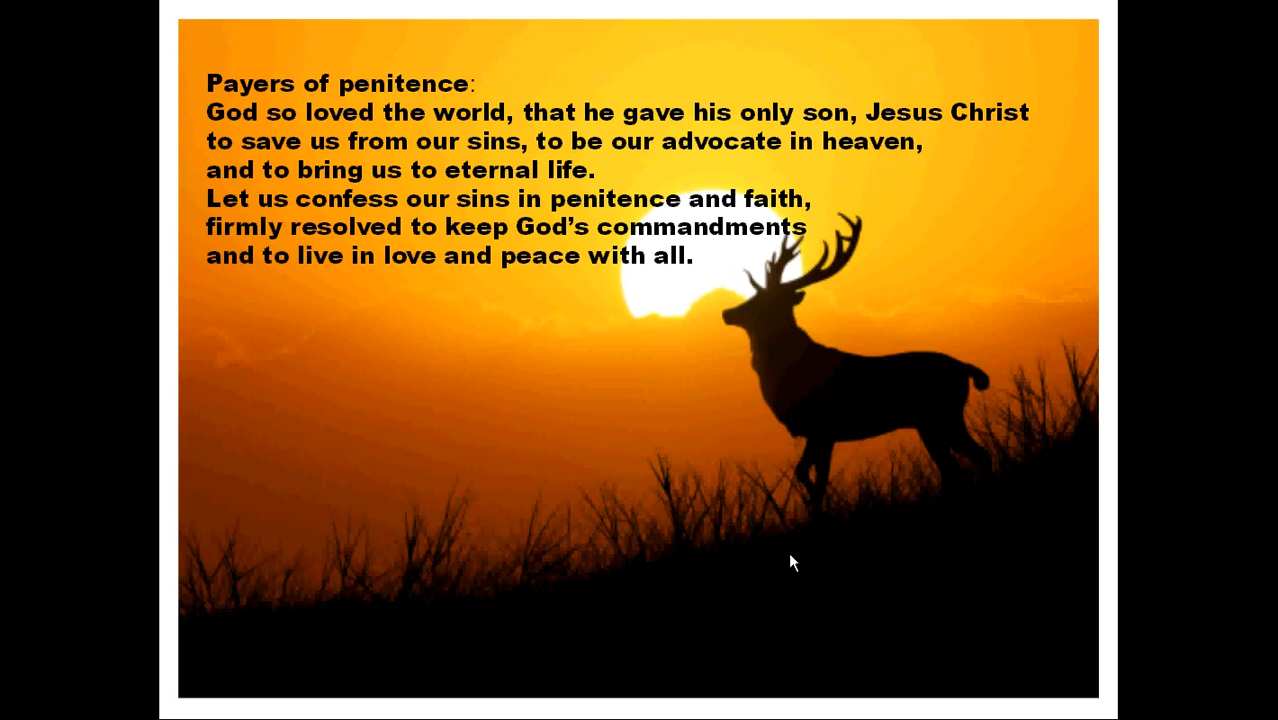 Payers of penitence:
God so loved the world, that he gave his only son, Jesus Christ
to save us from our sins, to be our advocate in heaven,
and to bring us to eternal life.
Let us confess our sins in penitence and faith,
firmly resolved to keep God’s commandments
and to live in love and peace with all.